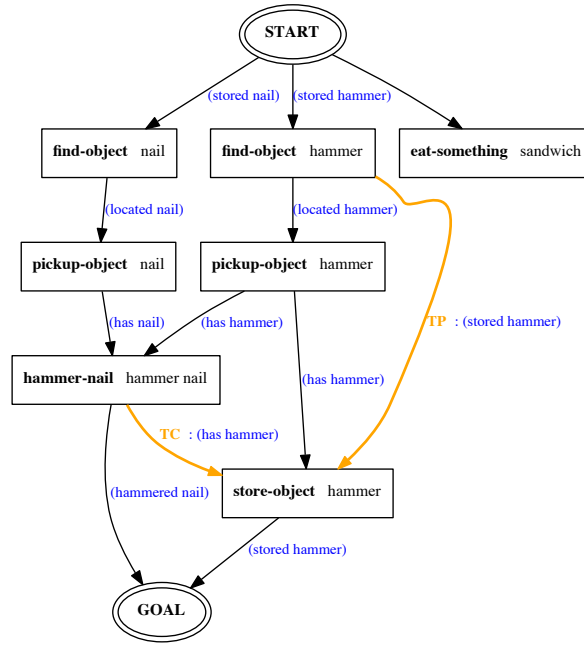 START
(stored nail)
(stored hammer)
find-object nail
find-object hammer
eat-something sandwich
(located nail)
(located hammer)
pickup-object nail
pickup-object hammer
(has nail)
(has hammer)
TP : (stored hammer)
hammer-nail hammer nail
(has hammer)
TC : (has hammer)
store-object hammer
(hammered nail)
(stored hammer)
GOAL